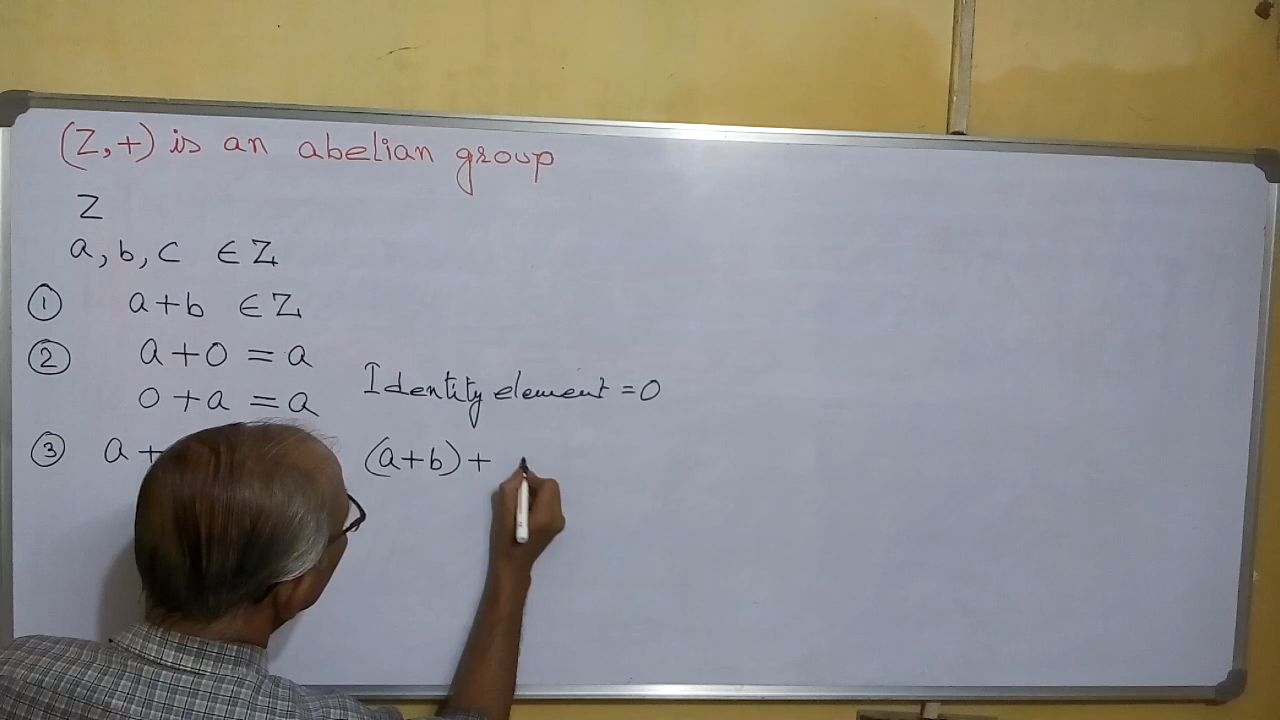 (Z,+) is an abelian group
Z
a, b, c ∈ Z
① a+b ∈ Z
② a+0 = a
0+a = a Identity element = 0
③ a+ (a+b)+